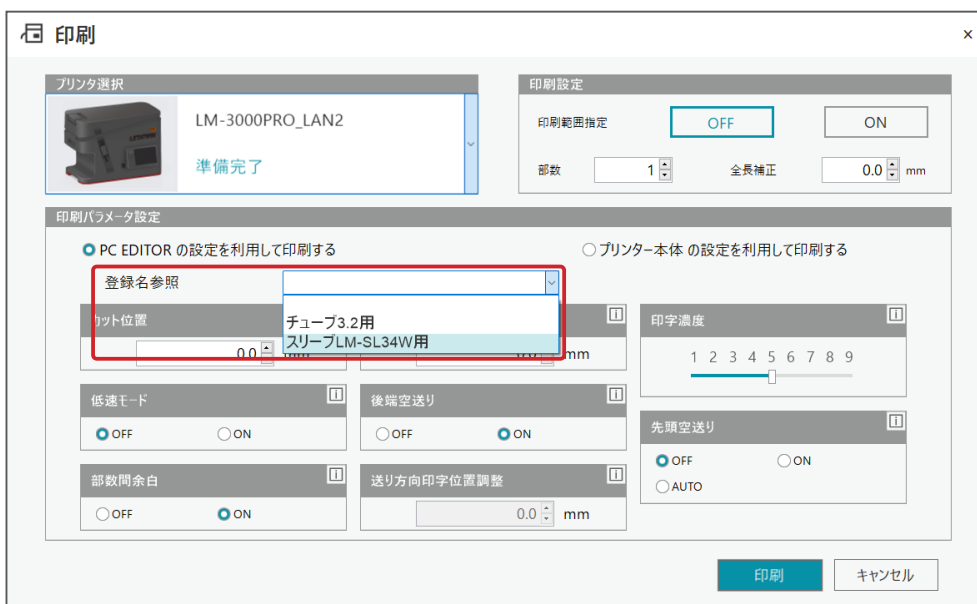 印刷
×
プリンタ選択
LM-3000PRO_LAN2
準備完了
印刷設定
印刷範囲指定 OFF ON
部数 1 全長補正 0.0 mm
印刷パラメータ設定
PC EDITOR の設定を利用して印刷する プリンター本体 の設定を利用して印刷する
登録名参照
チューブ3.2用
スリーブLM-SL34W用
カット位置
0.0 mm
0.0 mm
印字濃度
1 2 3 4 5 6 7 8 9
低速モード
OFF ON
後端空送り
OFF ON
先頭空送り
OFF ON
AUTO
部数間余白
OFF ON
送り方向印字位置調整
0.0 mm
印刷 キャンセル